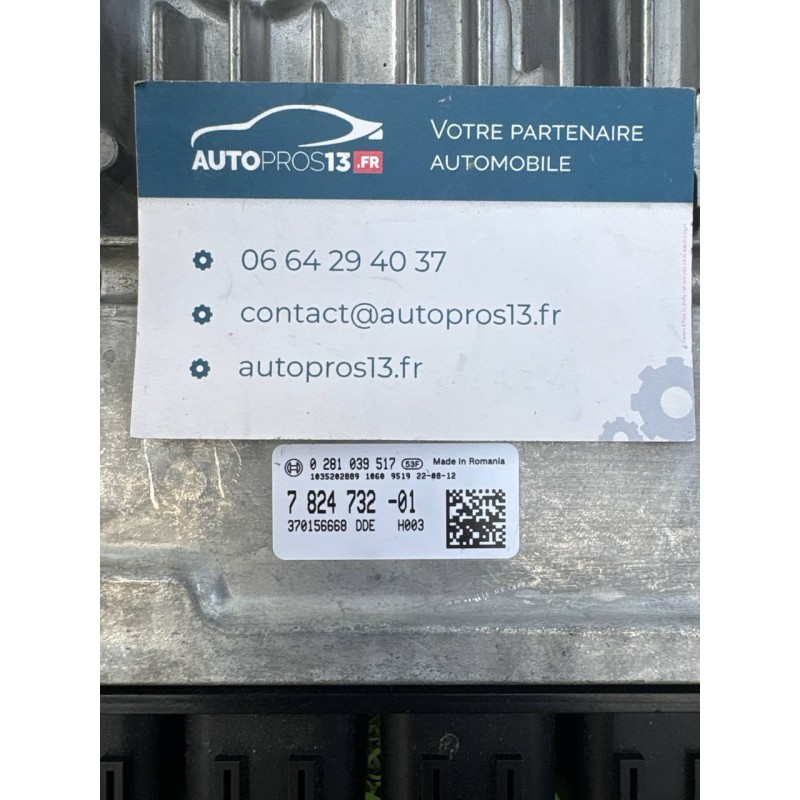 AUTOPROS13.FR
VOTRE PARTENAIRE
AUTOMOBILE
06 64 29 40 37
contact@autopros13.fr
autopros13.fr
0 281 039 517 53F Made in Romania
1035202889 1060 9519 22-08-12
7 824 732 -01
370156668 DDE H003